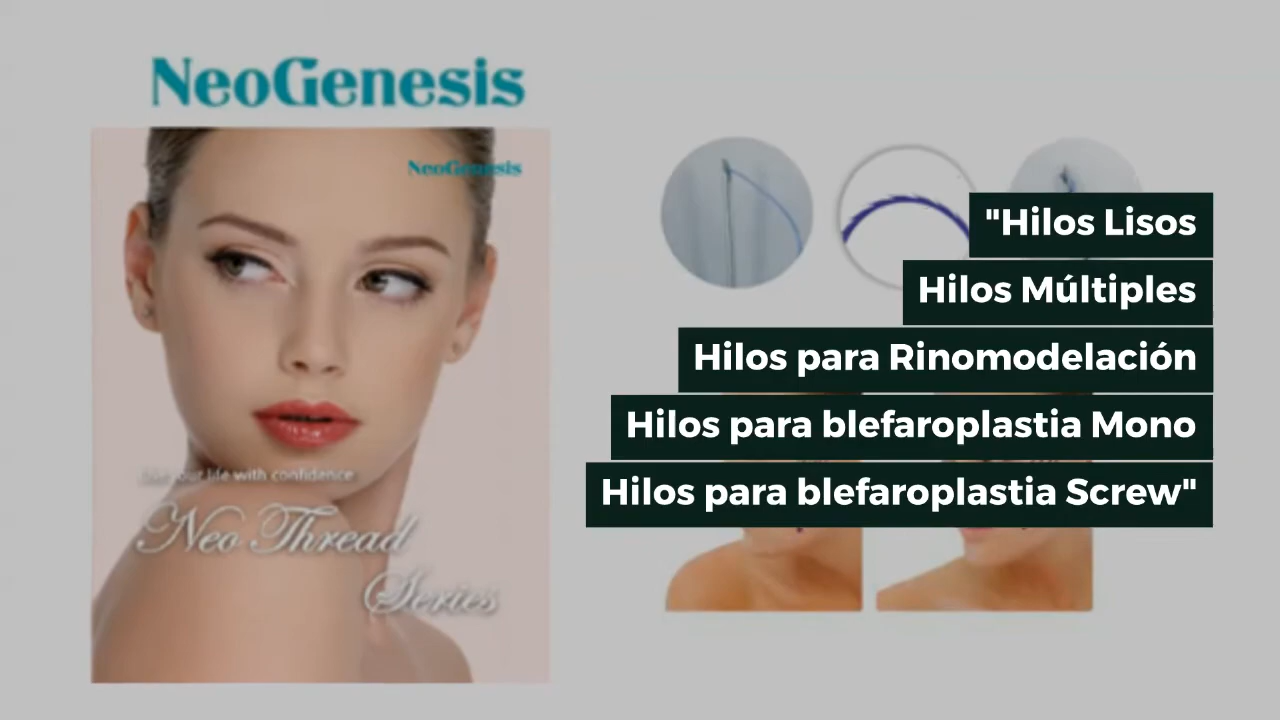 NeoGenesis
NeoGenesis
your life with confidence
Neo Thread
Series
"Hilos Lisos
Hilos Múltiples
Hilos para Rinomodelación
Hilos para blefaroplastia Mono
Hilos para blefaroplastia Screw"